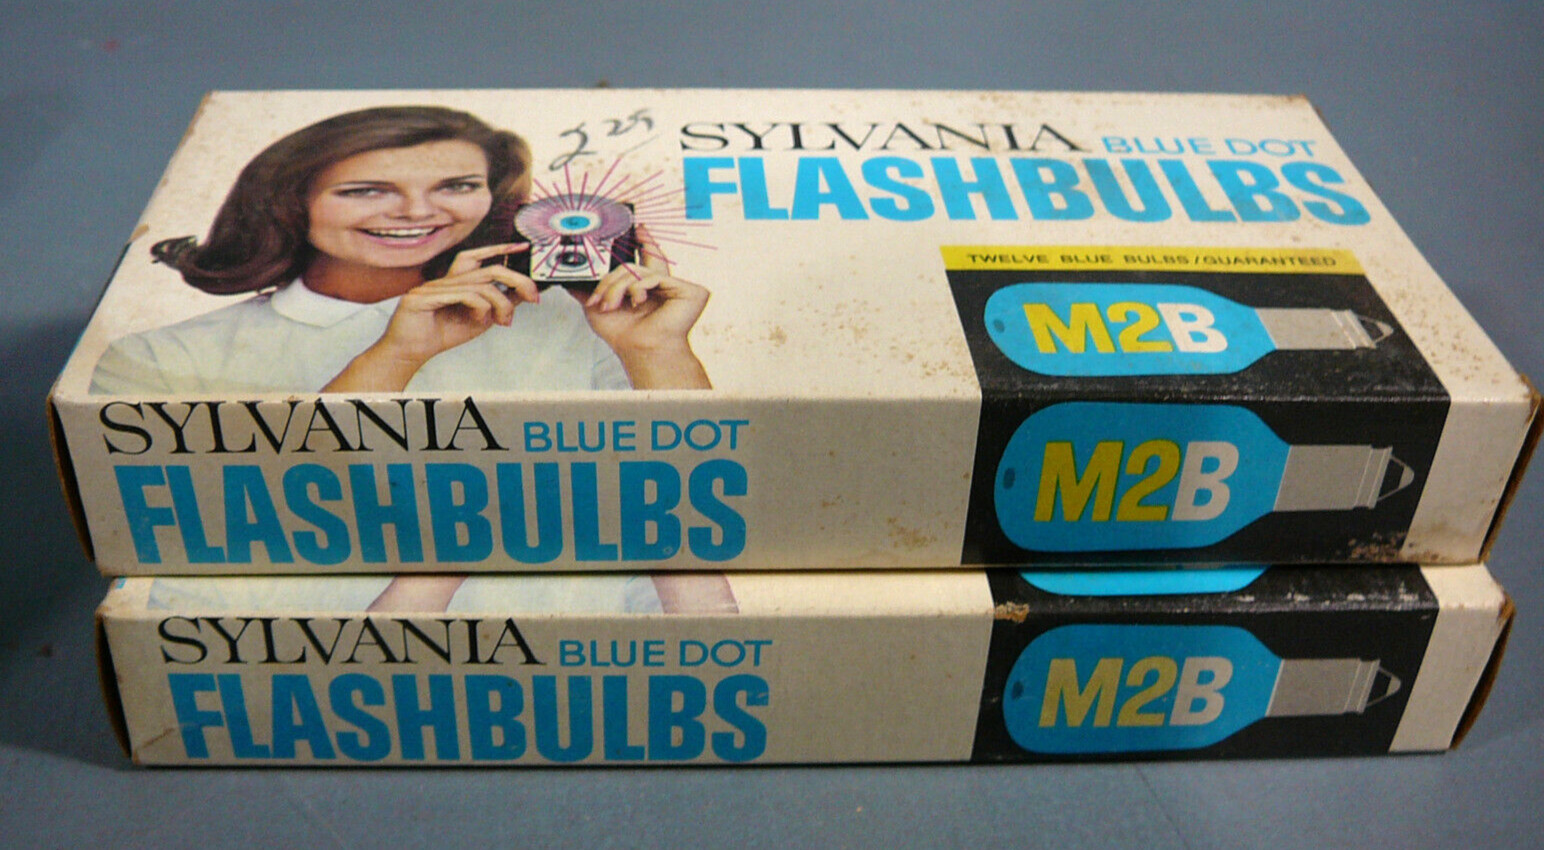 2 29
SYLVANIA BLUE DOT
FLASHBULBS
TWELVE BLUE BULBS/GUARANTEED
M2B
SYLVANIA BLUE DOT
FLASHBULBS
M2B
SYLVANIA BLUE DOT
FLASHBULBS
M2B